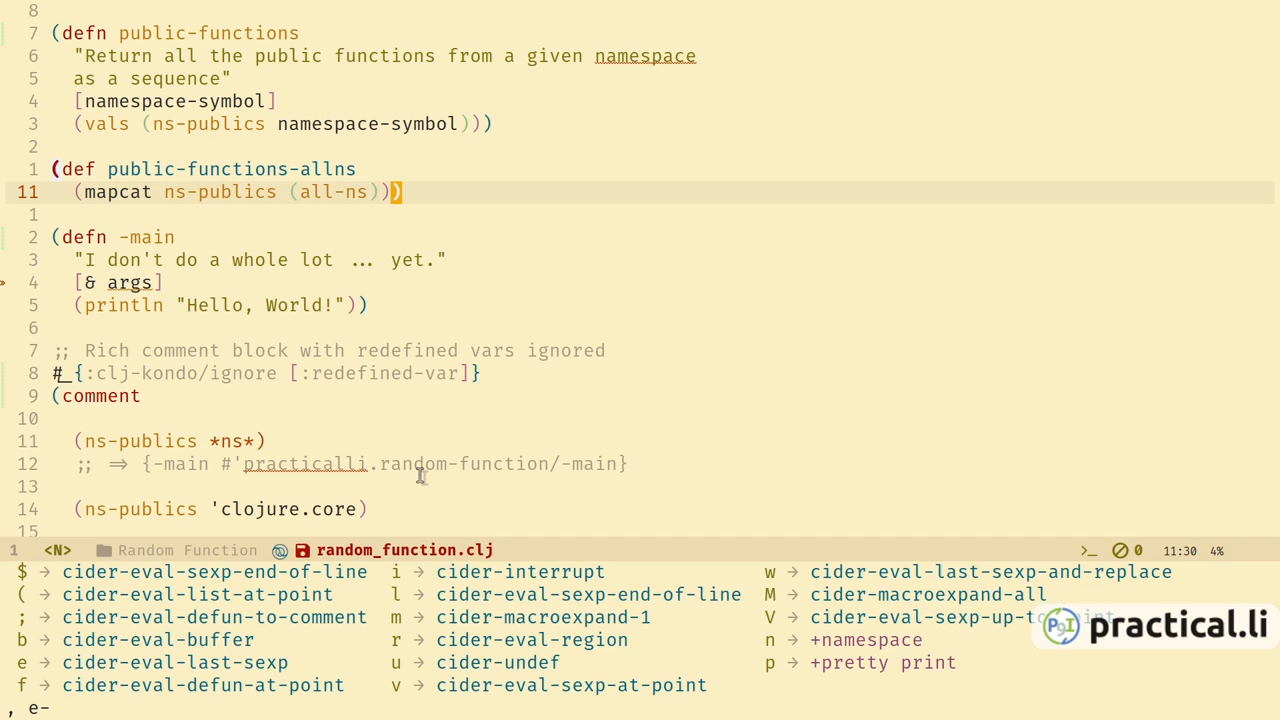 8
7 (defn public-functions
6 "Return all the public functions from a given namespace
5 as a sequence"
4 [namespace-symbol]
3 (vals (ns-publics namespace-symbol)))
2
1 (def public-functions-allns
11 (mapcat ns-publics (all-ns)))
1
2 (defn -main
3 "I don't do a whole lot ... yet."
4 [& args]
5 (println "Hello, World!"))
6
7 ;; Rich comment block with redefined vars ignored
8 #_{:clj-kondo/ignore [:redefined-var]}
9 (comment
10
11 (ns-publics *ns*)
12 ;; => {-main #'practicalli.random-function/-main}
13
14 (ns-publics 'clojure.core)
15
1 <N> Random Function random_function.clj >_ 0 11:30 4%
$ → cider-eval-sexp-end-of-line i → cider-interrupt w → cider-eval-last-sexp-and-replace
( → cider-eval-list-at-point l → cider-eval-sexp-end-of-line M → cider-macroexpand-all
; → cider-eval-defun-to-comment m → cider-macroexpand-1 V → cider-eval-sexp-up-to-point
b → cider-eval-buffer r → cider-eval-region n → +namespace
e → cider-eval-last-sexp u → cider-undef p → +pretty print
f → cider-eval-defun-at-point v → cider-eval-sexp-at-point
practical.li
, e-